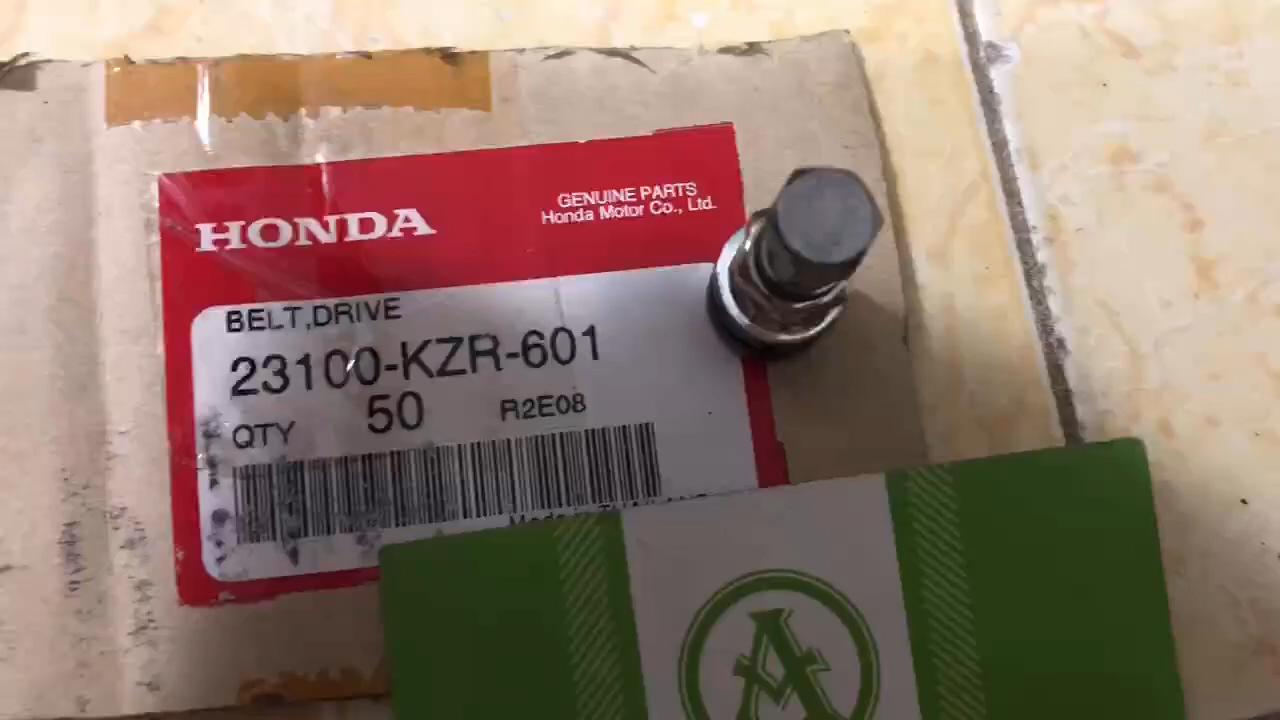 HONDA
GENUINE PARTS
Honda Motor Co., Ltd.
BELT,DRIVE
23100-KZR-601
QTY 50 R2E08
A